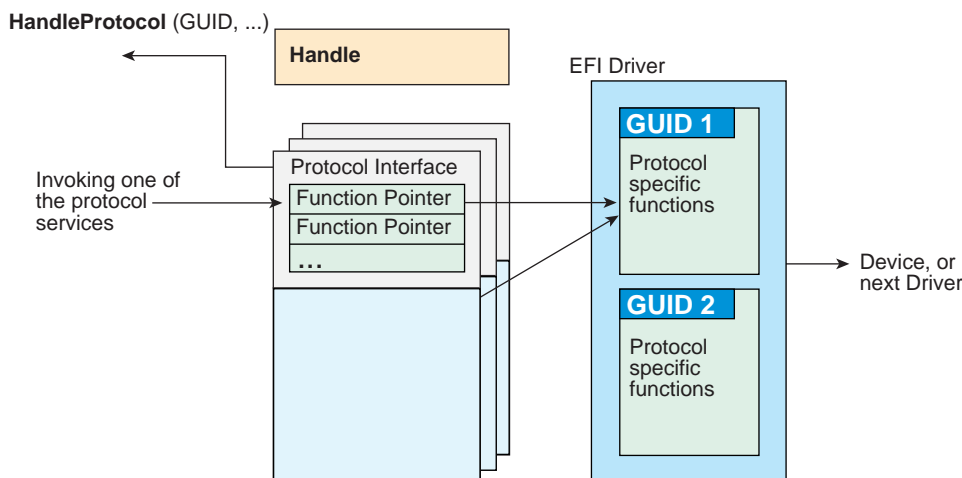 HandleProtocol (GUID, ...)
Handle
EFI Driver
GUID 1
Protocol
specific
functions
Protocol Interface
Function Pointer
Function Pointer
...
Invoking one of
the protocol
services
Device, or
next Driver
GUID 2
Protocol
specific
functions